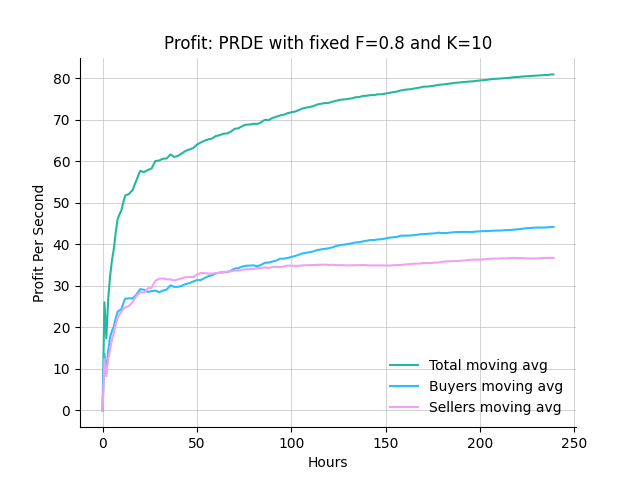 Profit: PRDE with fixed F=0.8 and K=10
Profit Per Second
80
70
60
50
40
30
20
10
0
Total moving avg
Buyers moving avg
Sellers moving avg
0 50 100 150 200 250
Hours